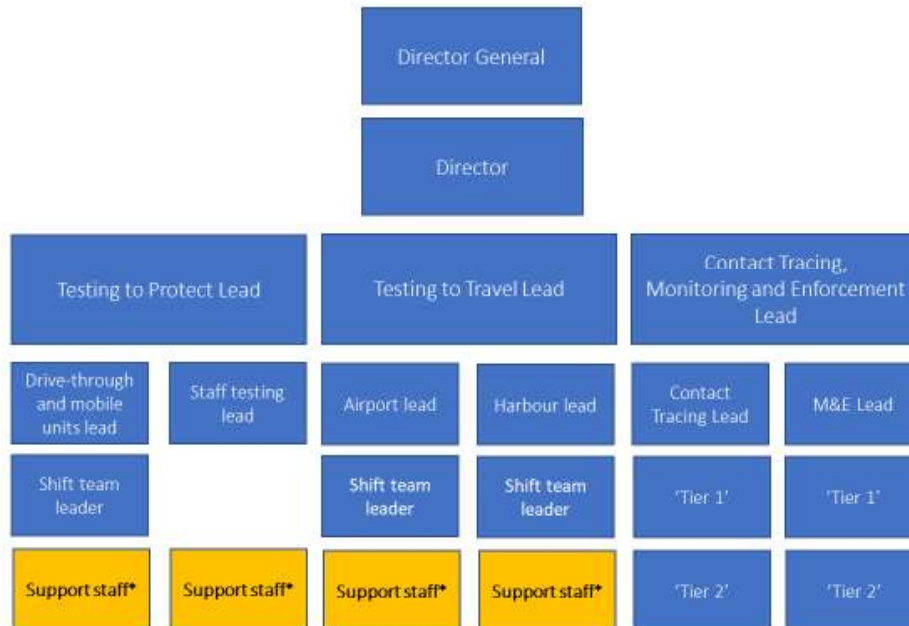 Director General
Director
Testing to Protect Lead
Testing to Travel Lead
Contact Tracing,
Monitoring and Enforcement
Lead
Drive-through
and mobile
units lead
Staff testing
lead
Airport lead
Harbour lead
Contact
Tracing Lead
M&E Lead
Shift team
leader
Shift team
leader
Shift team
leader
'Tier 1'
'Tier 1'
Support staff*
Support staff*
Support staff*
Support staff*
'Tier 2'
'Tier 2'